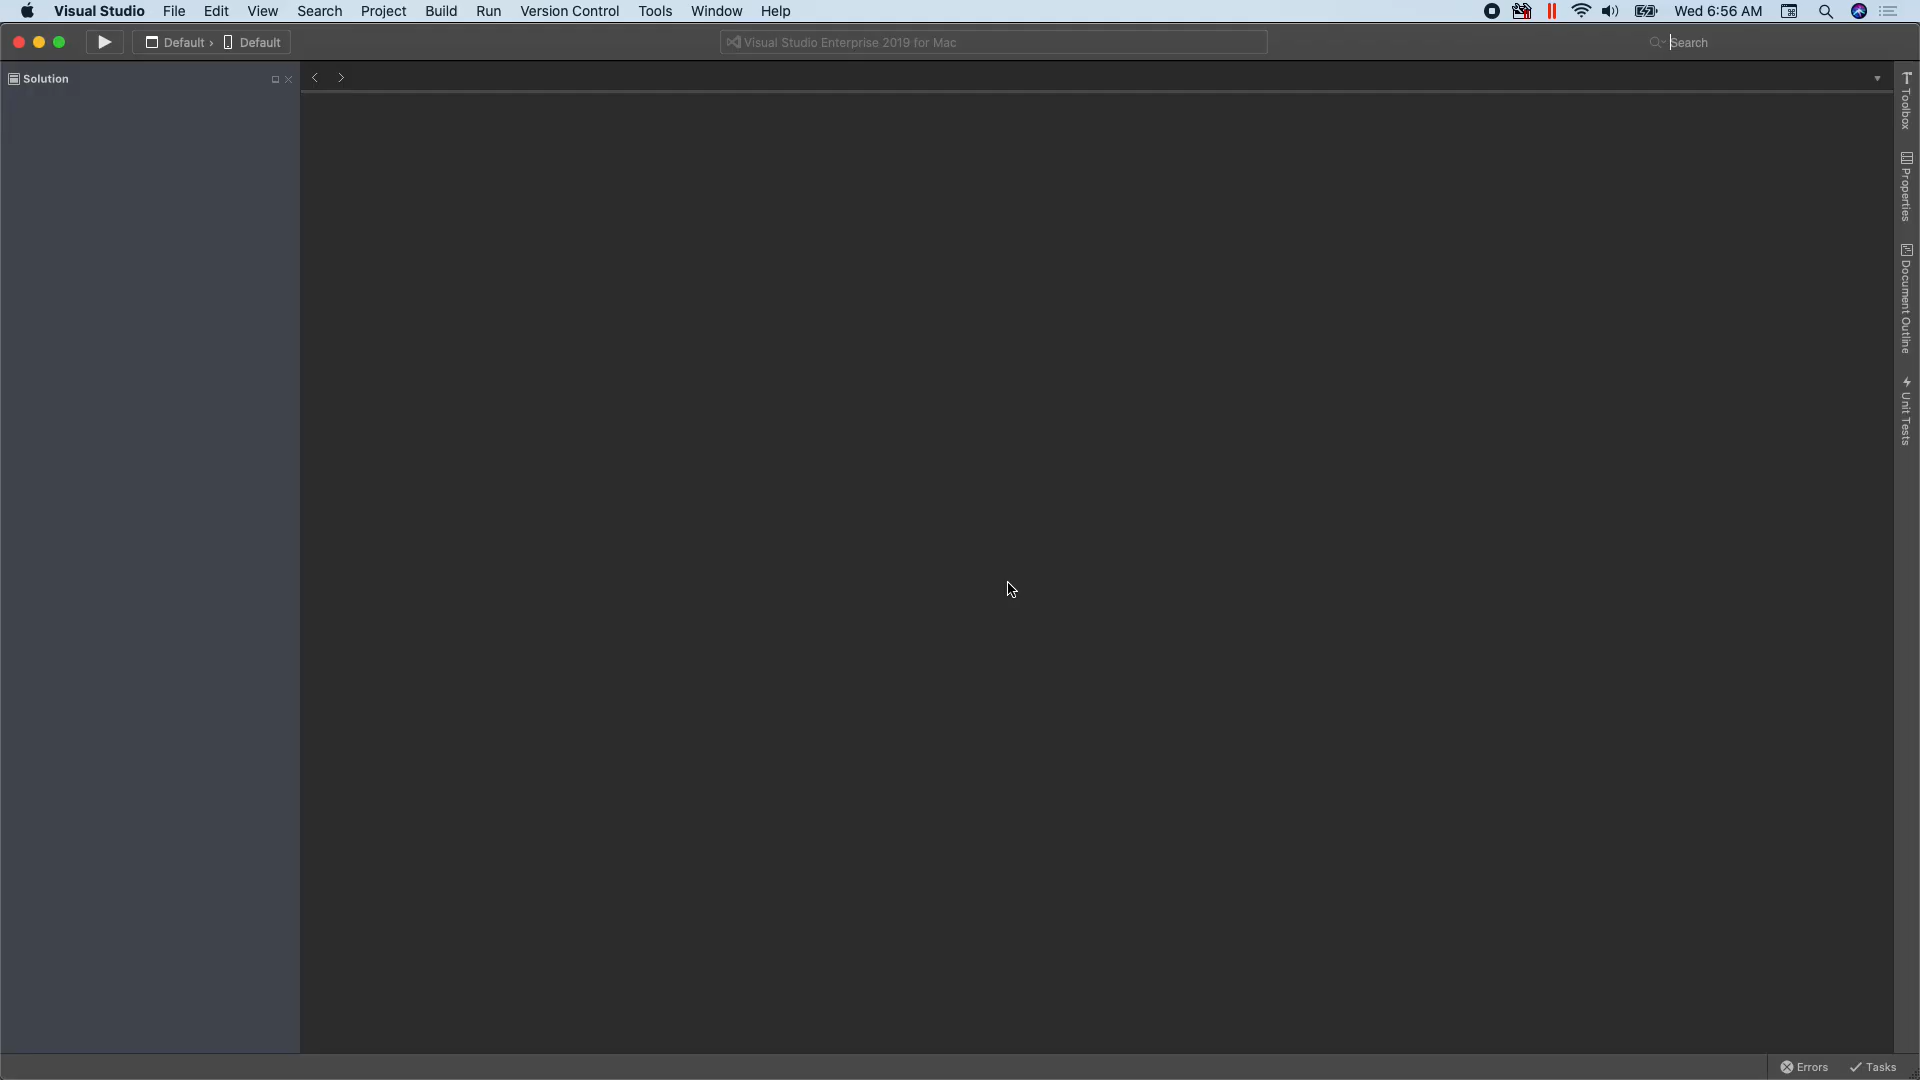 Visual Studio File Edit View Search Project Build Run Version Control Tools Window Help Wed 6:56 AM
Default › Default Visual Studio Enterprise 2019 for Mac Search
Solution
Toolbox
Properties
Document Outline
Unit Tests
Errors Tasks